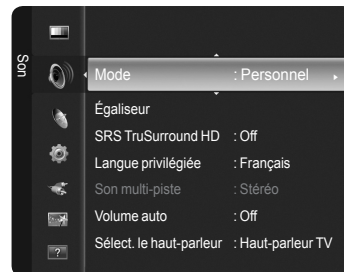 Son
Mode : Personnel
Égaliseur
SRS TruSurround HD : Off
Langue privilégiée : Français
Son multi-piste : Stéréo
Volume auto : Off
Sélect. le haut-parleur : Haut-parleur TV
?